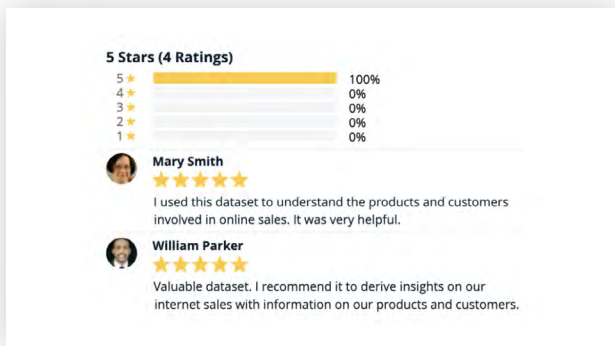 5 Stars (4 Ratings)
5 ★ 100%
4 ★ 0%
3 ★ 0%
2 ★ 0%
1 ★ 0%
Mary Smith
I used this dataset to understand the products and customers
involved in online sales. It was very helpful.
William Parker
Valuable dataset. I recommend it to derive insights on our
internet sales with information on our products and customers.